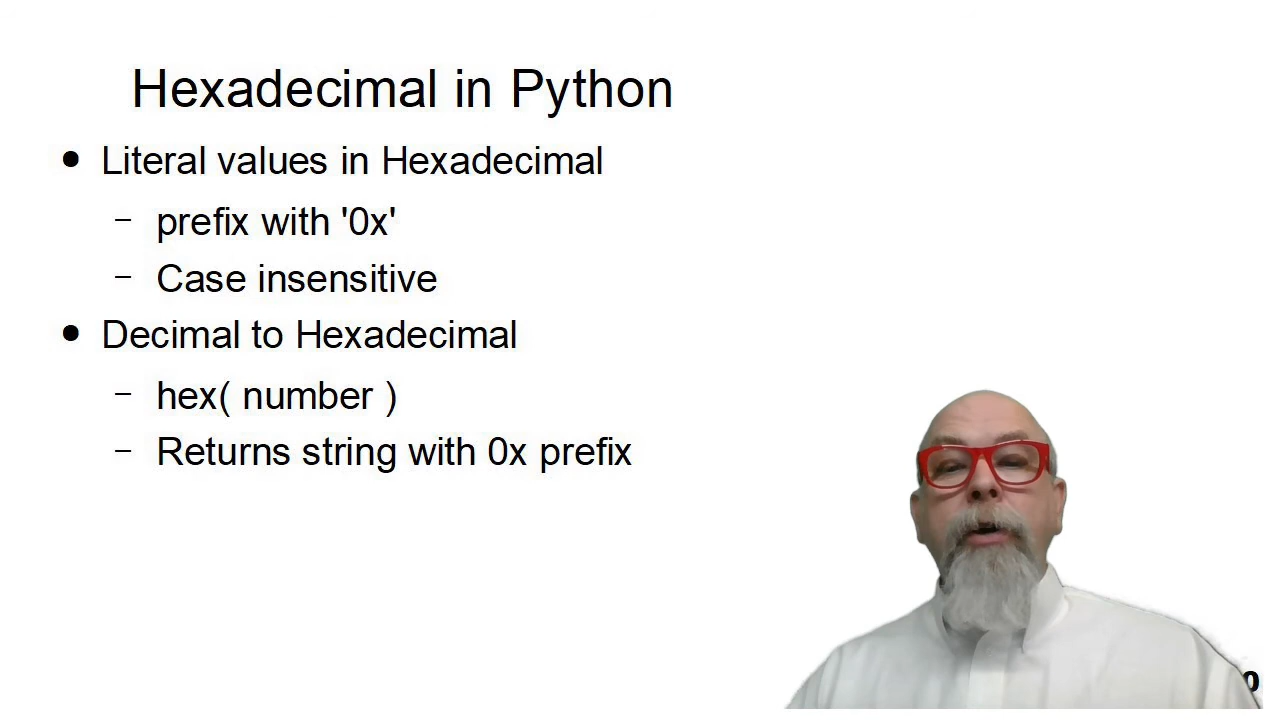 Hexadecimal in Python
● Literal values in Hexadecimal
– prefix with '0x'
– Case insensitive
● Decimal to Hexadecimal
– hex( number )
– Returns string with 0x prefix
0